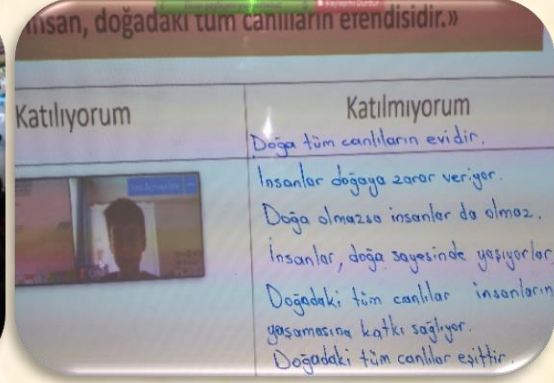 İnsan, doğadaki tüm canlıların efendisidir.»
Katılıyorum
Katılmıyorum
Doğa tüm canlıların evidir.
İnsanlar doğaya zarar veriyor.
Doğa olmazsa insanlar da olmaz.
İnsanlar, doğa sayesinde yaşıyorlar,
Doğadaki tüm canlılar insanların
yaşamasına katkı sağlıyor.
Doğadaki tüm canlılar eşittir.